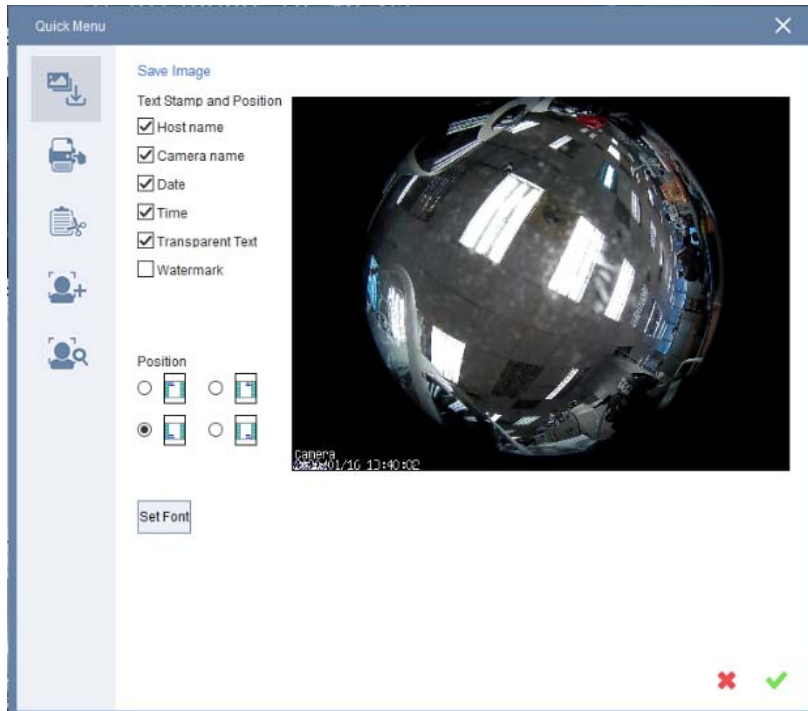 Quick Menu
Save Image
Text Stamp and Position
Host name
Camera name
Date
Time
Transparent Text
Watermark
Position
Camera
01/16 13:40:02
Set Font